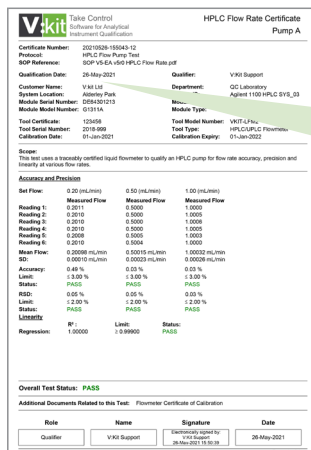 V:kit Take Control HPLC Flow Rate Certificate
Software for Analytical
Instrument Qualification Pump A
Certificate Number: 20210526-155043-12
Protocol: HPLC Flow Pump Test
SOP Reference: SOP V5-EA v5r0 HPLC Flow Rate.pdf
Qualification Date: 26-May-2021 Qualifier: V:Kit Support
Customer Name: V:kit Ltd Department: QC Laboratory
System Location: Alderley Park Agilent 1100 HPLC SYS_03
Module Serial Number: DE64301213
Module Model Number: G1311A Module Type:
Tool Certificate: 123456 Tool Model Number:
Tool Serial Number: 2018-999 Tool Type: HPLC/UPLC Flowmeter
Calibration Date: 01-Jan-2021 Calibration Expiry: 01-Jan-2022
Scope:
This test uses a traceably certified liquid flowmeter to qualify an HPLC pump for flow rate accuracy, precision and
linearity at various flow rates.
Accuracy and Precision
Set Flow: 0.20 (mL/min) 0.50 (mL/min) 1.00 (mL/min)
Measured Flow Measured Flow Measured Flow
Reading 1: 0.2011 0.5000 1.0000
Reading 2: 0.2010 0.5000 1.0005
Reading 3: 0.2010 0.5000 1.0006
Reading 4: 0.2010 0.5000 1.0005
Reading 5: 0.2008 0.5005 1.0003
Reading 6: 0.2010 0.5004 1.0000
Mean Flow: 0.20098 mL/min 0.50015 mL/min 1.00032 mL/min
SD: 0.00010 mL/min 0.00023 mL/min 0.00026 mL/min
Accuracy: 0.49 % 0.03 % 0.03 %
Limit: ≤ 3.00 % ≤ 3.00 % ≤ 3.00 %
Status: PASS PASS PASS
RSD: 0.05 % 0.05 % 0.03 %
Limit: ≤ 2.00 % ≤ 2.00 % ≤ 2.00 %
Status: PASS PASS PASS
Linearity
R² : Limit: Status:
Regression: 1.00000 ≥ 0.99900 PASS
Overall Test Status: PASS
Additional Documents Related to this Test: Flowmeter Certificate of Calibration
Role Name Signature Date
Qualifier V:Kit Support Electronically signed by: V:Kit Support 26-May-2021 15:50:39 26-May-2021